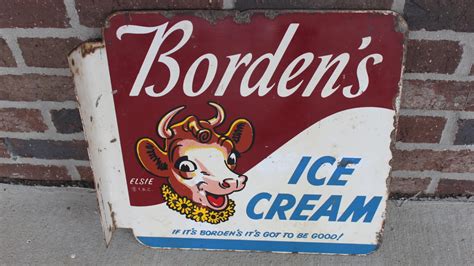 Borden's
ICE
CREAM
ELSIE
IF IT'S BORDEN'S IT'S GOT TO BE GOOD!